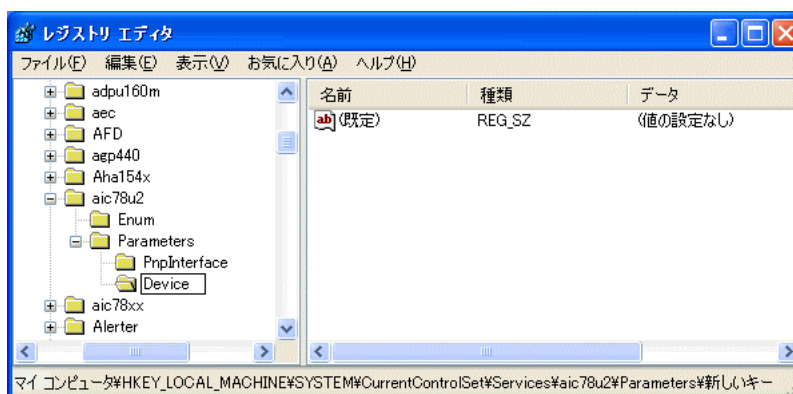 レジストリ エディタ
ファイル(F) 編集(E) 表示(V) お気に入り(A) ヘルプ(H)
adpu160m
aec
AFD
agp440
Aha154x
aic78u2
Enum
Parameters
PnpInterface
Device
aic78xx
Alerter
名前 種類 データ
ab (既定) REG_SZ (値の設定なし)
マイ コンピュータ¥HKEY_LOCAL_MACHINE¥SYSTEM¥CurrentControlSet¥Services¥aic78u2¥Parameters¥新しいキー